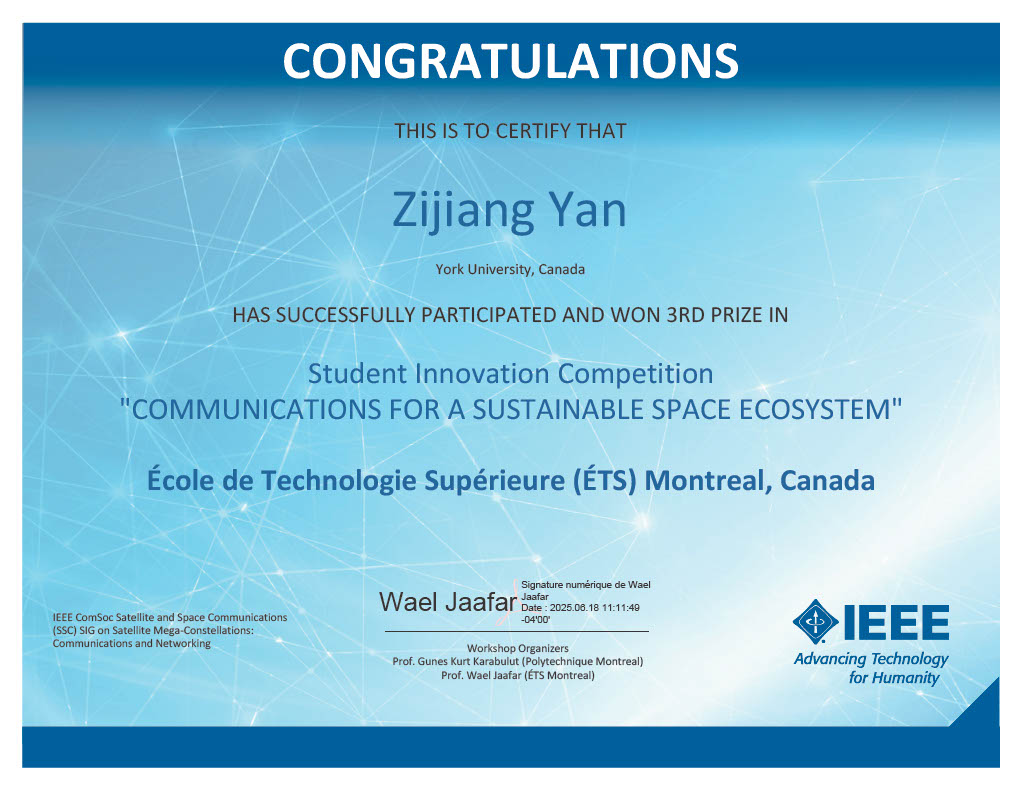 CONGRATULATIONS
THIS IS TO CERTIFY THAT
Zijiang Yan
York University, Canada
HAS SUCCESSFULLY PARTICIPATED AND WON 3RD PRIZE IN
Student Innovation Competition
"COMMUNICATIONS FOR A SUSTAINABLE SPACE ECOSYSTEM"
École de Technologie Supérieure (ÉTS) Montreal, Canada
IEEE ComSoc Satellite and Space Communications
(SSC) SIG on Satellite Mega-Constellations:
Communications and Networking
Wael Jaafar
Signature numérique de Wael
Jaafar
Date : 2025.06.18 11:11:49
-04'00'
Workshop Organizers
Prof. Gunes Kurt Karabulut (Polytechnique Montreal)
Prof. Wael Jaafar (ÉTS Montreal)
IEEE
Advancing Technology
for Humanity